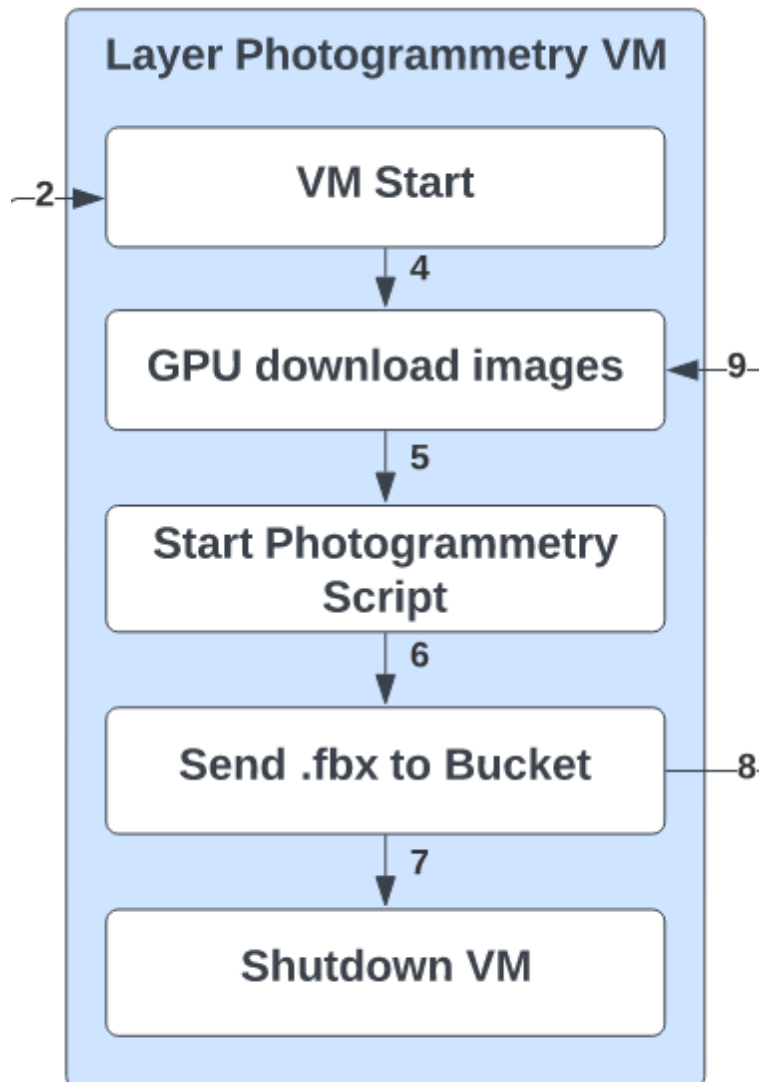 Layer Photogrammetry VM
VM Start
2
4
GPU download images
9
5
Start Photogrammetry
Script
6
Send .fbx to Bucket
8
7
Shutdown VM